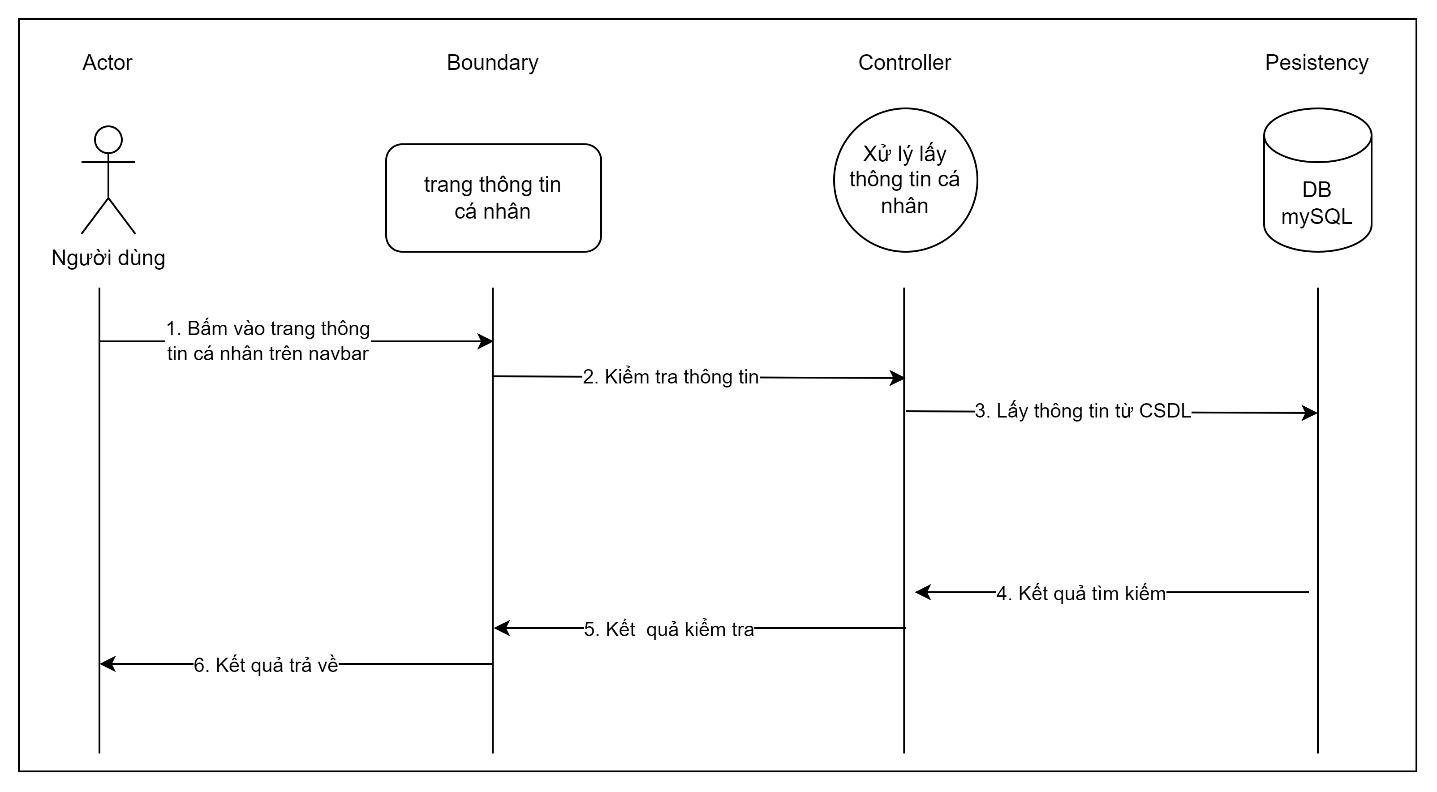 Actor
Boundary
Controller
Pesistency
Người dùng
trang thông tin
cá nhân
Xử lý lấy
thông tin cá
nhân
DB
mySQL
1. Bấm vào trang thông
tin cá nhân trên navbar
2. Kiểm tra thông tin
3. Lấy thông tin từ CSDL
4. Kết quả tìm kiếm
5. Kết  quả kiểm tra
6. Kết quả trả về